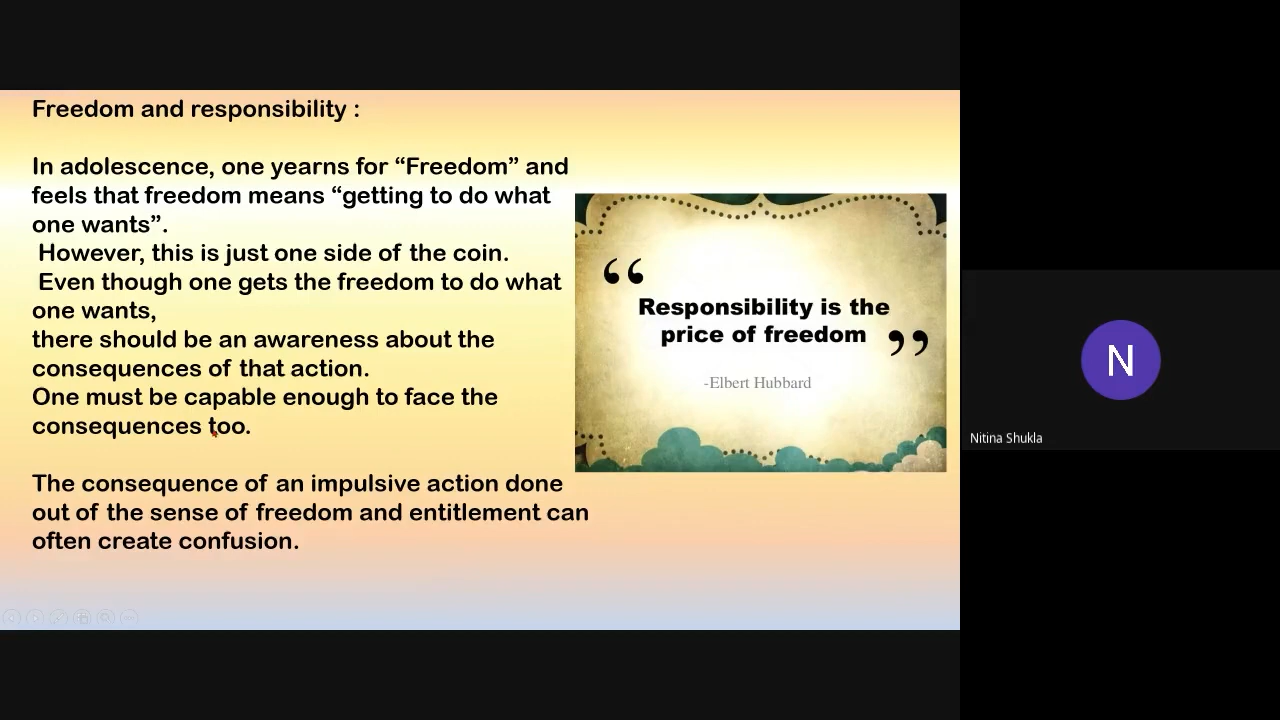 Freedom and responsibility :
In adolescence, one yearns for “Freedom” and
feels that freedom means “getting to do what
one wants”.
However, this is just one side of the coin.
Even though one gets the freedom to do what
one wants,
there should be an awareness about the
consequences of that action.
One must be capable enough to face the
consequences too.
The consequence of an impulsive action done
out of the sense of freedom and entitlement can
often create confusion.
“Responsibility is the
price of freedom”
-Elbert Hubbard
N
Nitina Shukla